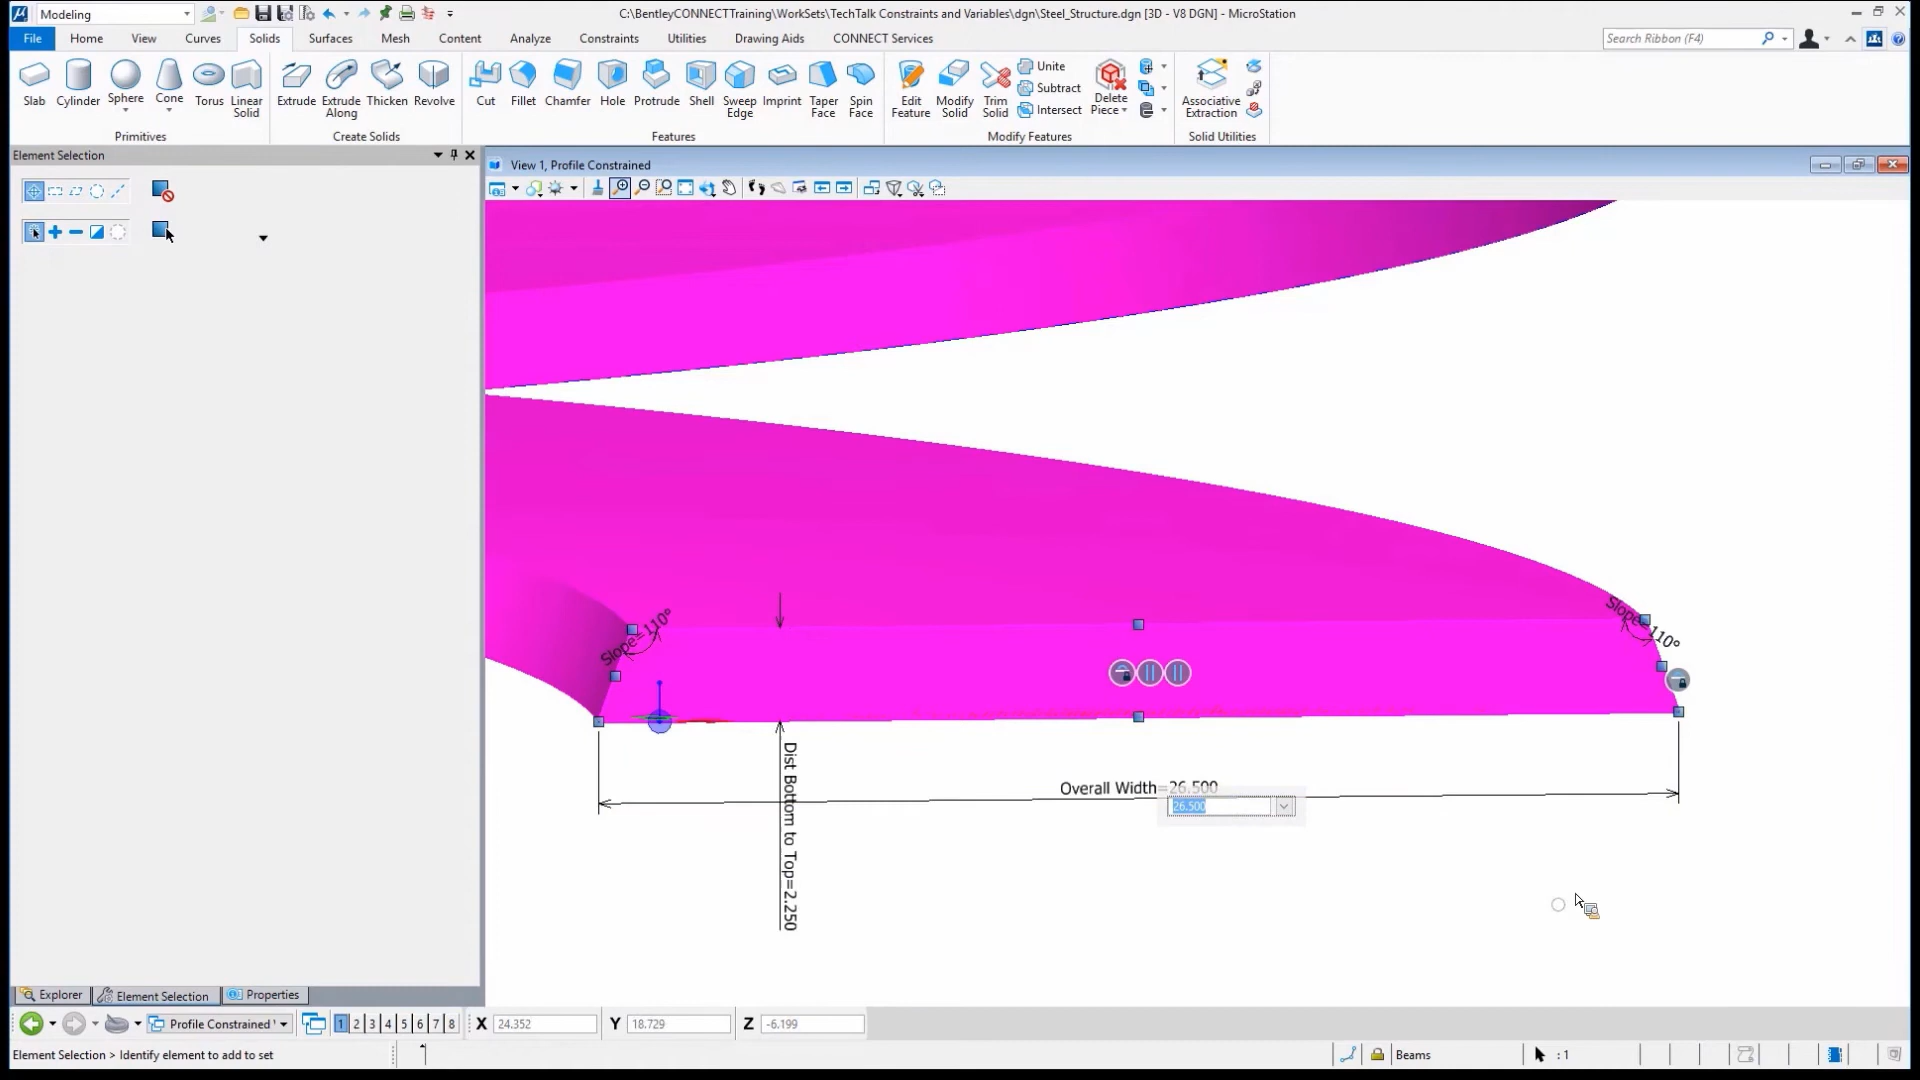 Modeling
C:\BentleyCONNECTTraining\WorkSets\TechTalk Constraints and Variables\dgn\Steel_Structure.dgn [3D - V8 DGN] - MicroStation
File Home View Curves Solids Surfaces Mesh Content Analyze Constraints Utilities Drawing Aids CONNECT Services
Search Ribbon (F4)
Slab Cylinder Sphere Cone Torus Linear Solid
Primitives
Extrude Extrude Along Thicken Revolve
Create Solids
Cut Fillet Chamfer Hole Protrude Shell Sweep Edge Imprint Taper Face Spin Face
Features
Edit Feature Modify Solid Trim Solid
Unite
Subtract
Intersect
Delete Piece
Modify Features
Associative Extraction
Solid Utilities
Element Selection
View 1, Profile Constrained
Slope=110°
Slope=110°
Dist Bottom to Top=2.250
Overall Width=26.500
26.500
Explorer Element Selection Properties
Profile Constrained
1 2 3 4 5 6 7 8
X 24.352 Y 18.729 Z -6.199
Element Selection > Identify element to add to set
Beams
: 1